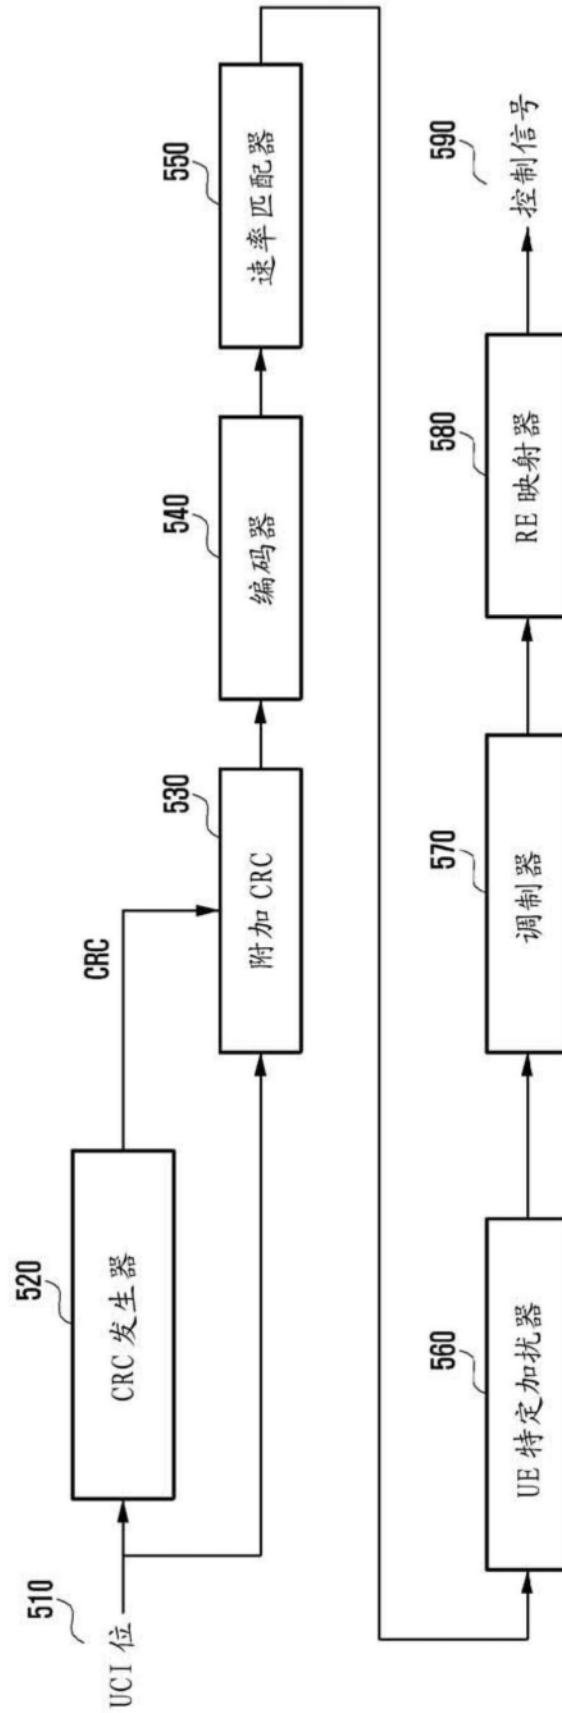 510
UCI 位
520
CRC 发生器
CRC
530
附加 CRC
540
编码器
550
速率匹配器
560
UE 特定加扰器
570
调制器
580
RE 映射器
590
控制信号